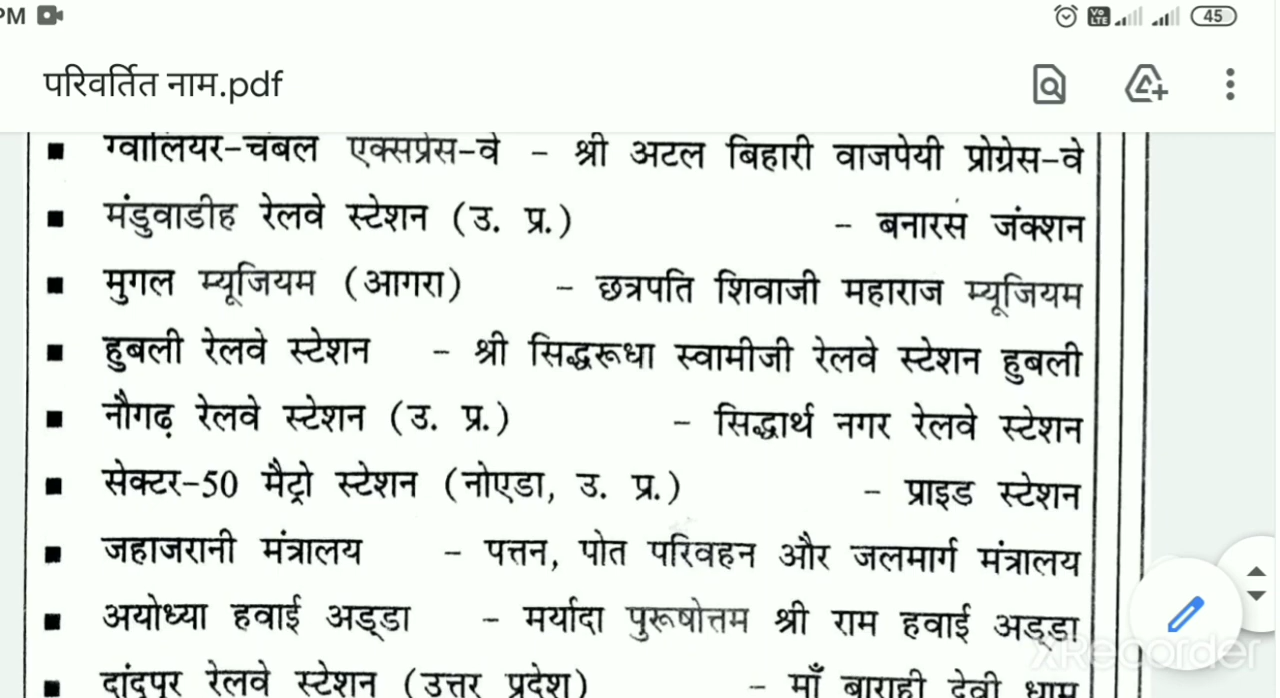 PM
Vo LTE 45
परिवर्तित नाम.pdf
▪ ग्वालियर-चंबल एक्सप्रेस-वे - श्री अटल बिहारी वाजपेयी प्रोग्रेस-वे
▪ मंडुवाडीह रेलवे स्टेशन (उ. प्र.) - बनारस जंक्शन
▪ मुगल म्यूजियम (आगरा) - छत्रपति शिवाजी महाराज म्यूजियम
▪ हुबली रेलवे स्टेशन - श्री सिद्धरूधा स्वामीजी रेलवे स्टेशन हुबली
▪ नौगढ़ रेलवे स्टेशन (उ. प्र.) - सिद्धार्थ नगर रेलवे स्टेशन
▪ सेक्टर-50 मैट्रो स्टेशन (नोएडा, उ. प्र.) - प्राइड स्टेशन
▪ जहाजरानी मंत्रालय - पत्तन, पोत परिवहन और जलमार्ग मंत्रालय
▪ अयोध्या हवाई अड्डा - मर्यादा पुरूषोत्तम श्री राम हवाई अड्डा
▪ दांदुपुर रेलवे स्टेशन (उत्तर प्रदेश) - माँ बाराही देवी धाम
XRecorder